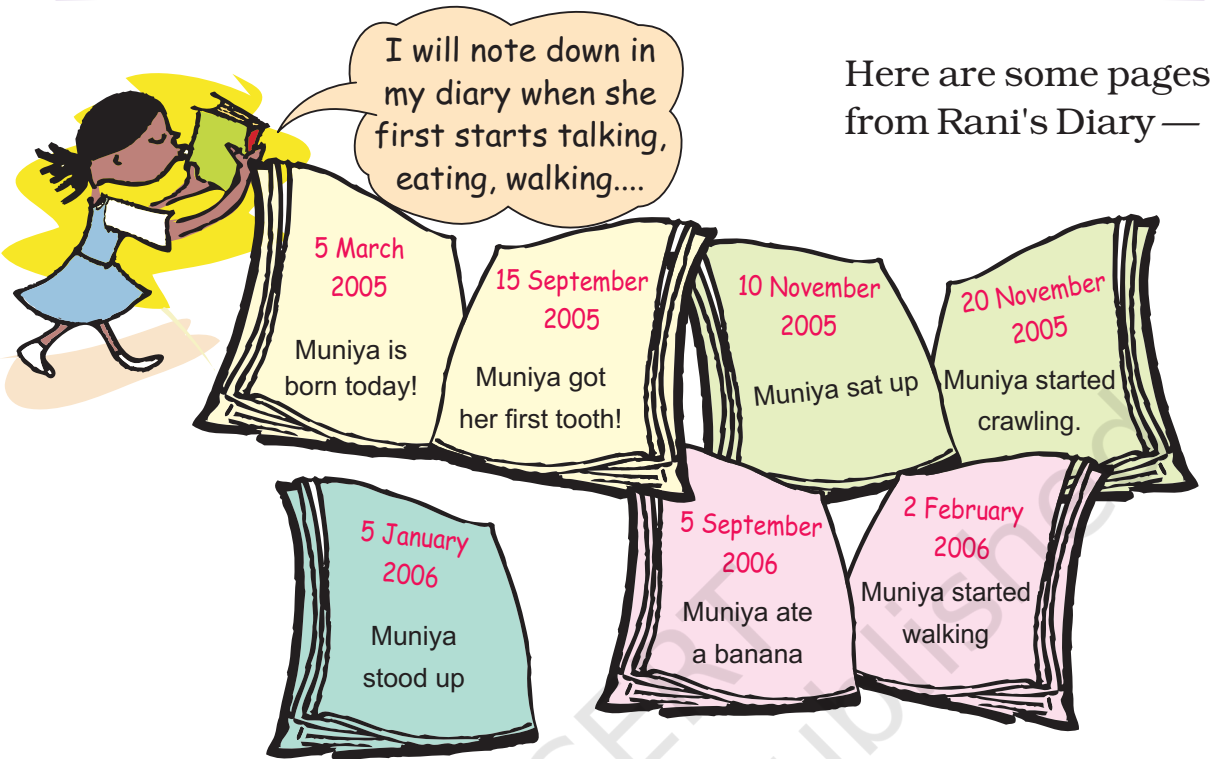 I will note down in
my diary when she
first starts talking,
eating, walking....
Here are some pages
from Rani's Diary —
5 March
2005
Muniya is
born today!
15 September
2005
Muniya got
her first tooth!
10 November
2005
Muniya sat up
20 November
2005
Muniya started
crawling.
5 January
2006
Muniya
stood up
5 September
2006
Muniya ate
a banana
2 February
2006
Muniya started
walking